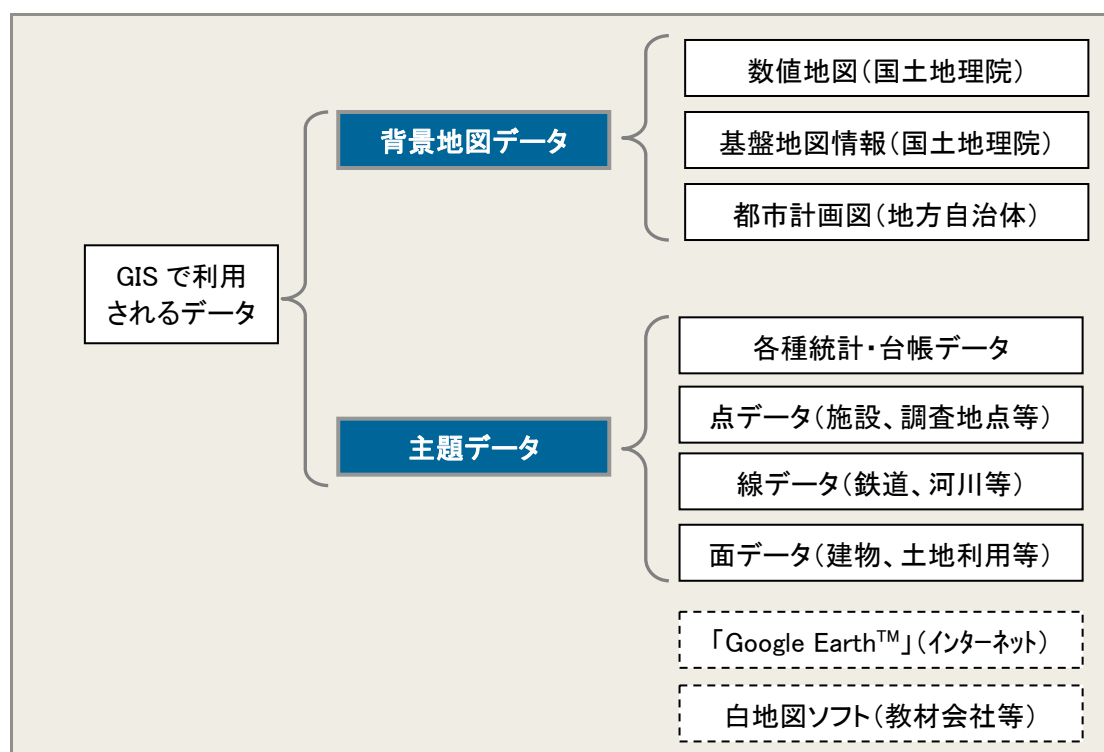 数値地図(国土地理院)
背景地図データ
基盤地図情報(国土地理院)
都市計画図(地方自治体)
GIS で利用
されるデータ
各種統計・台帳データ
点データ(施設、調査地点等)
主題データ
線データ(鉄道、河川等)
面データ(建物、土地利用等)
「Google Earth™」(インターネット)
白地図ソフト(教材会社等)